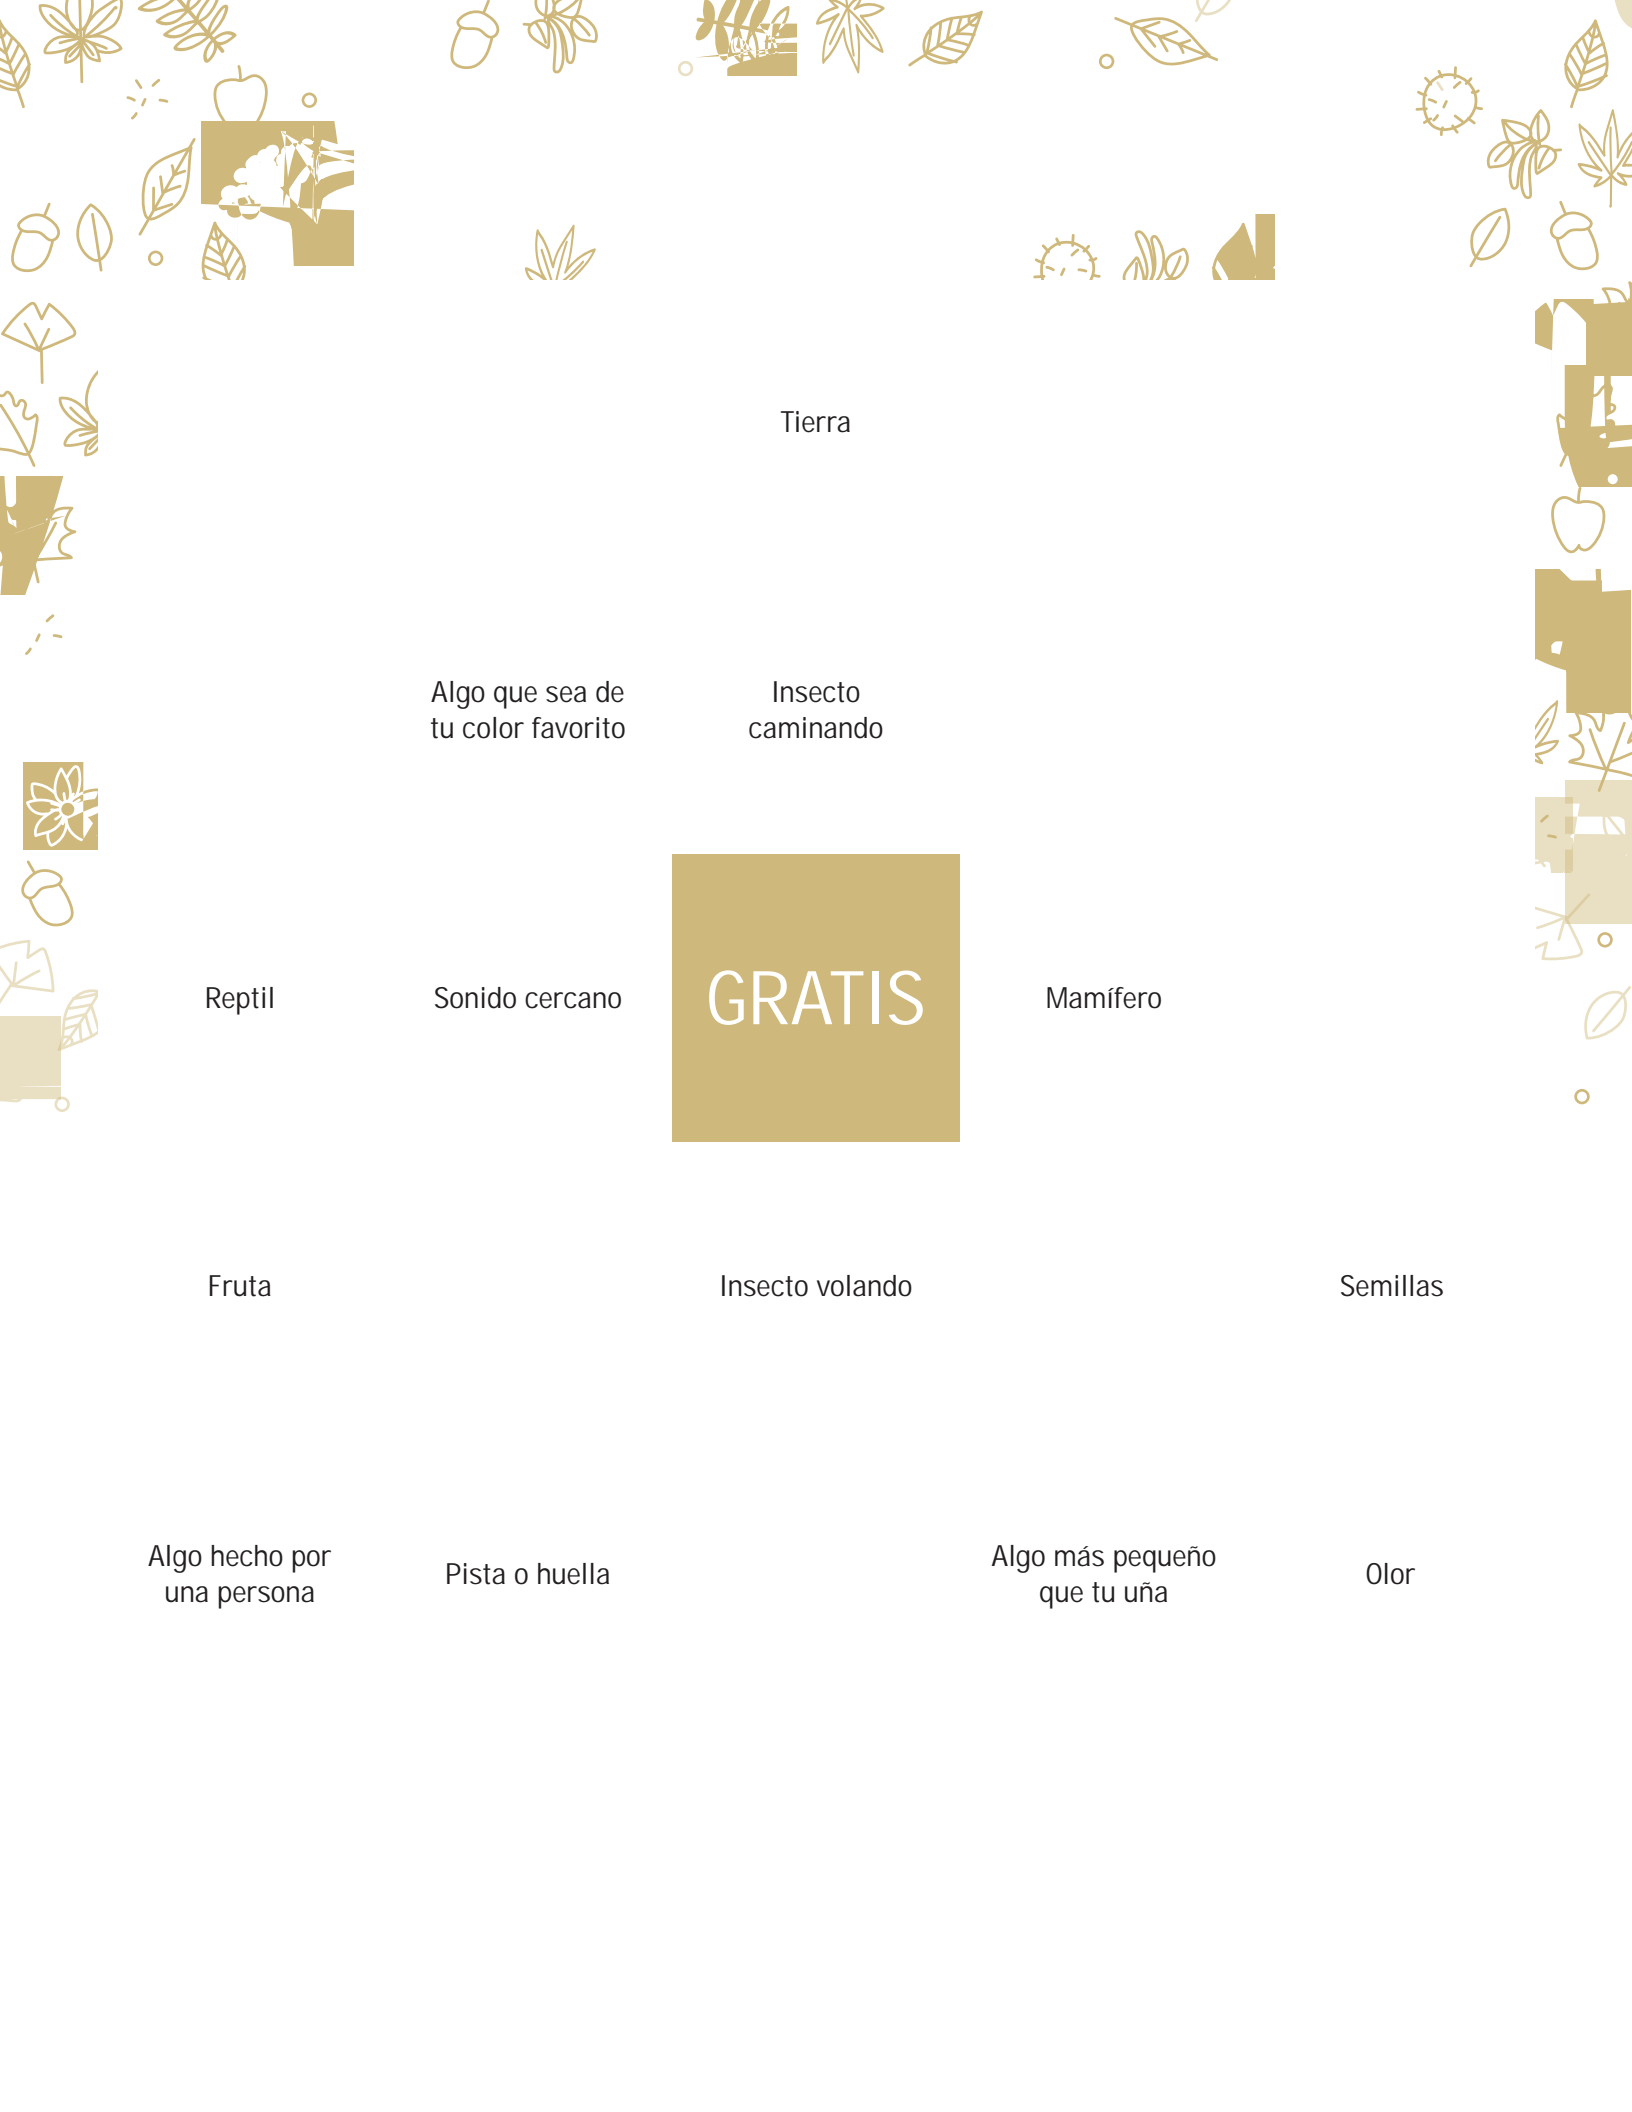 Tierra
Algo que sea de
tu color favorito
Insecto
caminando
Reptil
Sonido cercano
GRATIS
Mamífero
Fruta
Insecto volando
Semillas
Algo hecho por
una persona
Pista o huella
Algo más pequeño
que tu uña
Olor